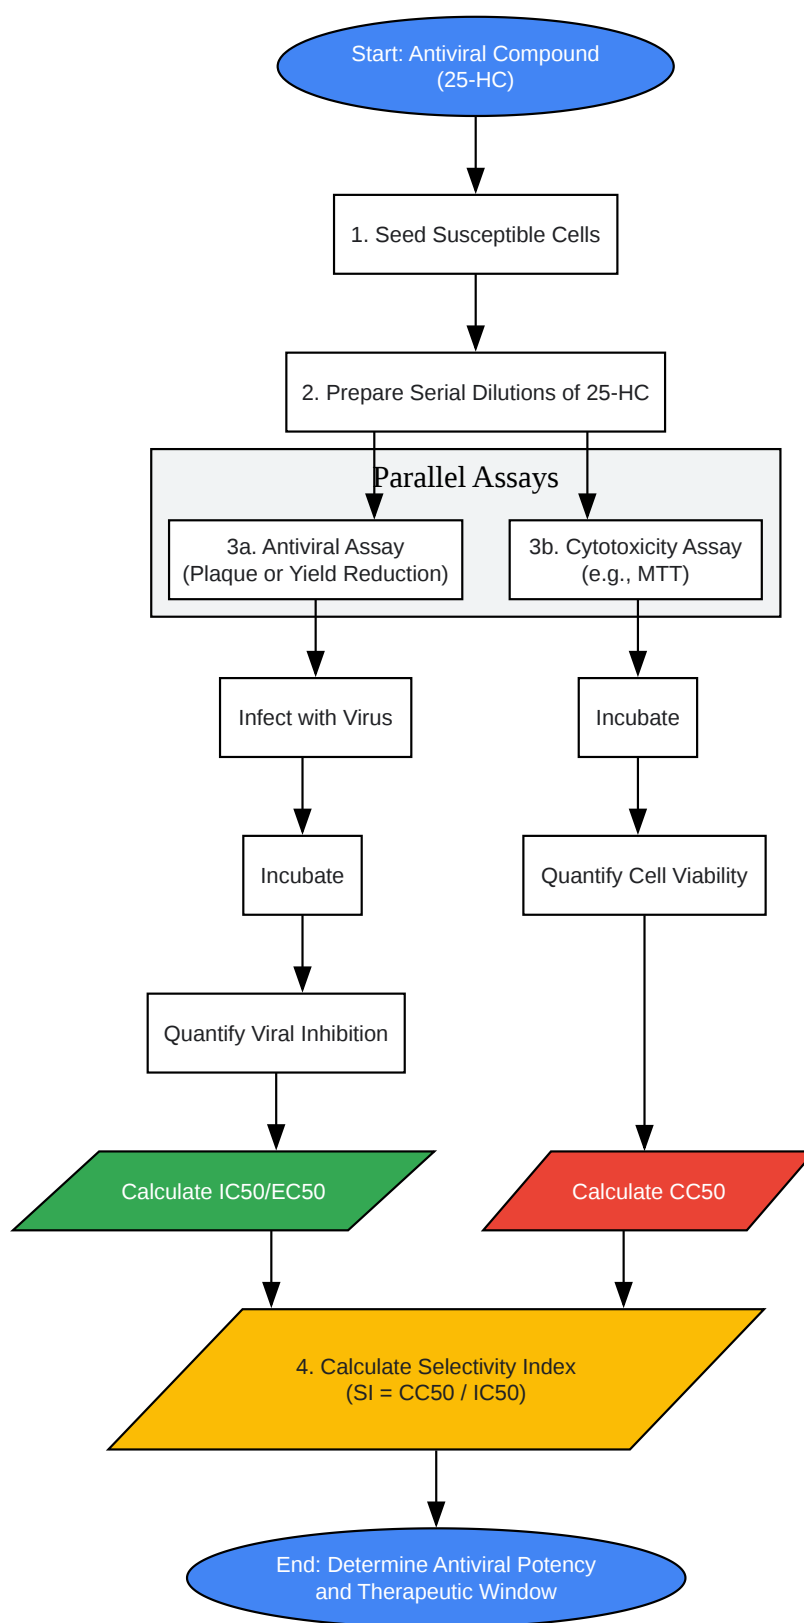 Start: Antiviral Compound
(25-HC)
1. Seed Susceptible Cells
2. Prepare Serial Dilutions of 25-HC
Parallel Assays
3a. Antiviral Assay
(Plaque or Yield Reduction)
3b. Cytotoxicity Assay
(e.g., MTT)
Infect with Virus
Incubate
Incubate
Quantify Cell Viability
Quantify Viral Inhibition
Calculate IC50/EC50
Calculate CC50
4. Calculate Selectivity Index
(SI = CC50 / IC50)
End: Determine Antiviral Potency
and Therapeutic Window